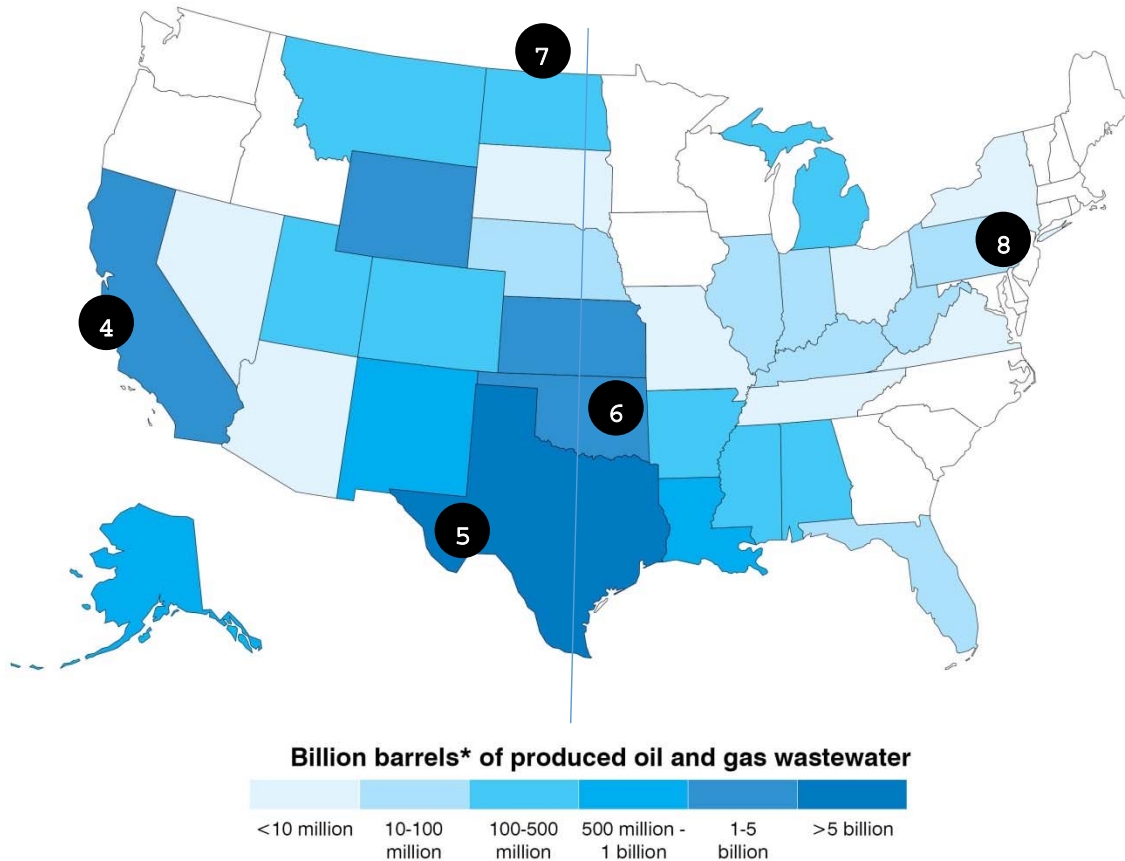 7
8
4
6
5
Billion barrels* of produced oil and gas wastewater
<10 million
10-100
million
100-500
million
500 million -
1 billion
1-5
billion
>5 billion